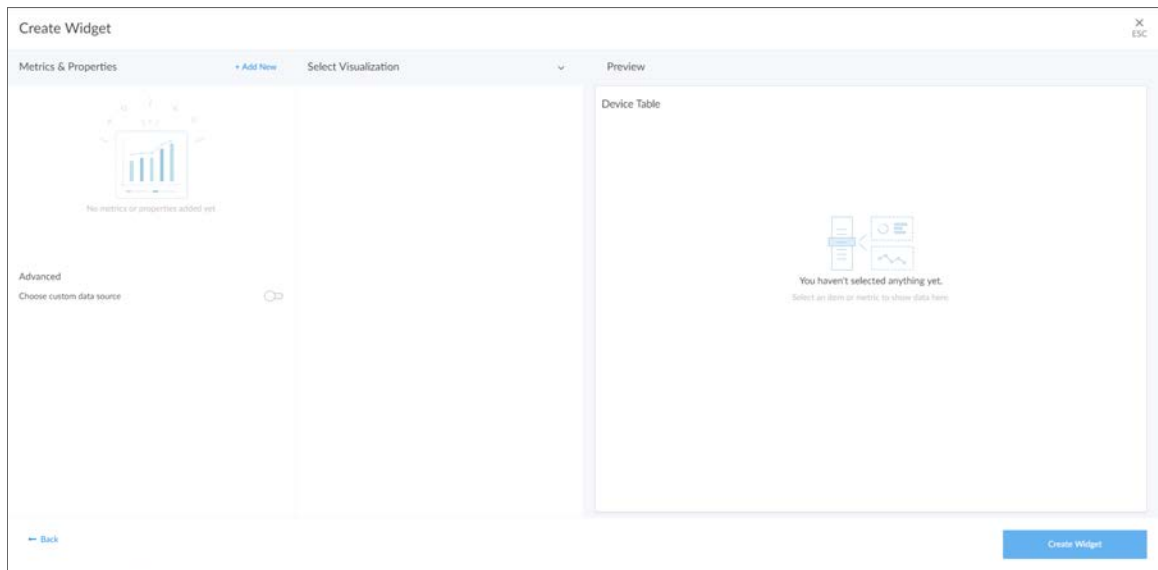 Create Widget
ESC
Metrics & Properties
+ Add New
Select Visualization
Preview
Device Table
No metrics or properties added yet
Advanced
Choose custom data source
You haven't selected anything yet.
Select an item or metric to show data here
← Back
Create Widget